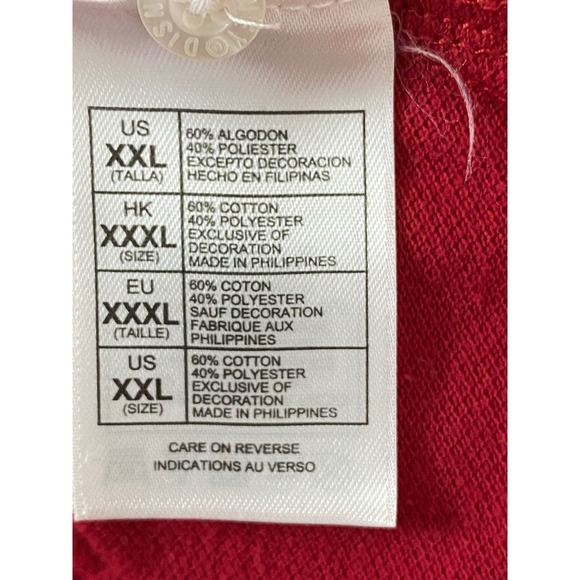 DISN
US
XXL
(TALLA)
60% ALGODON
40% POLIESTER
EXCEPTO DECORACION
HECHO EN FILIPINAS
HK
XXXL
(SIZE)
60% COTTON
40% POLYESTER
EXCLUSIVE OF
DECORATION
MADE IN PHILIPPINES
EU
XXXL
(TAILLE)
60% COTON
40% POLYESTER
SAUF DECORATION
FABRIQUE AUX
PHILIPPINES
US
XXL
(SIZE)
60% COTTON
40% POLYESTER
EXCLUSIVE OF
DECORATION
MADE IN PHILIPPINES
CARE ON REVERSE
INDICATIONS AU VERSO